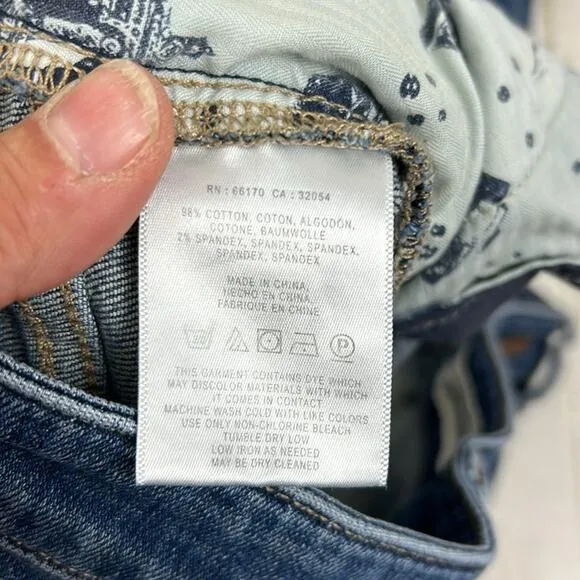 RN : 66170 CA : 32054
98% COTTON, COTON, ALGODÓN,
COTONE, BAUMWOLLE
2% SPANDEX, SPANDEX, SPANDEX,
SPANDEX, SPANDEX
MADE IN CHINA,
HECHO EN CHINA,
FABRIQUE EN CHINA.
P
THIS GARMENT CONTAINS DYE WHICH
MAY DISCOLOR MATERIALS WITH WHICH
IT COMES IN CONTACT
MACHINE WASH COLD WITH LIKE COLORS
USE ONLY NON-CHLORINE BLEACH
TUMBLE DRY LOW
LOW IRON AS NEEDED
MAY BE DRY CLEANED